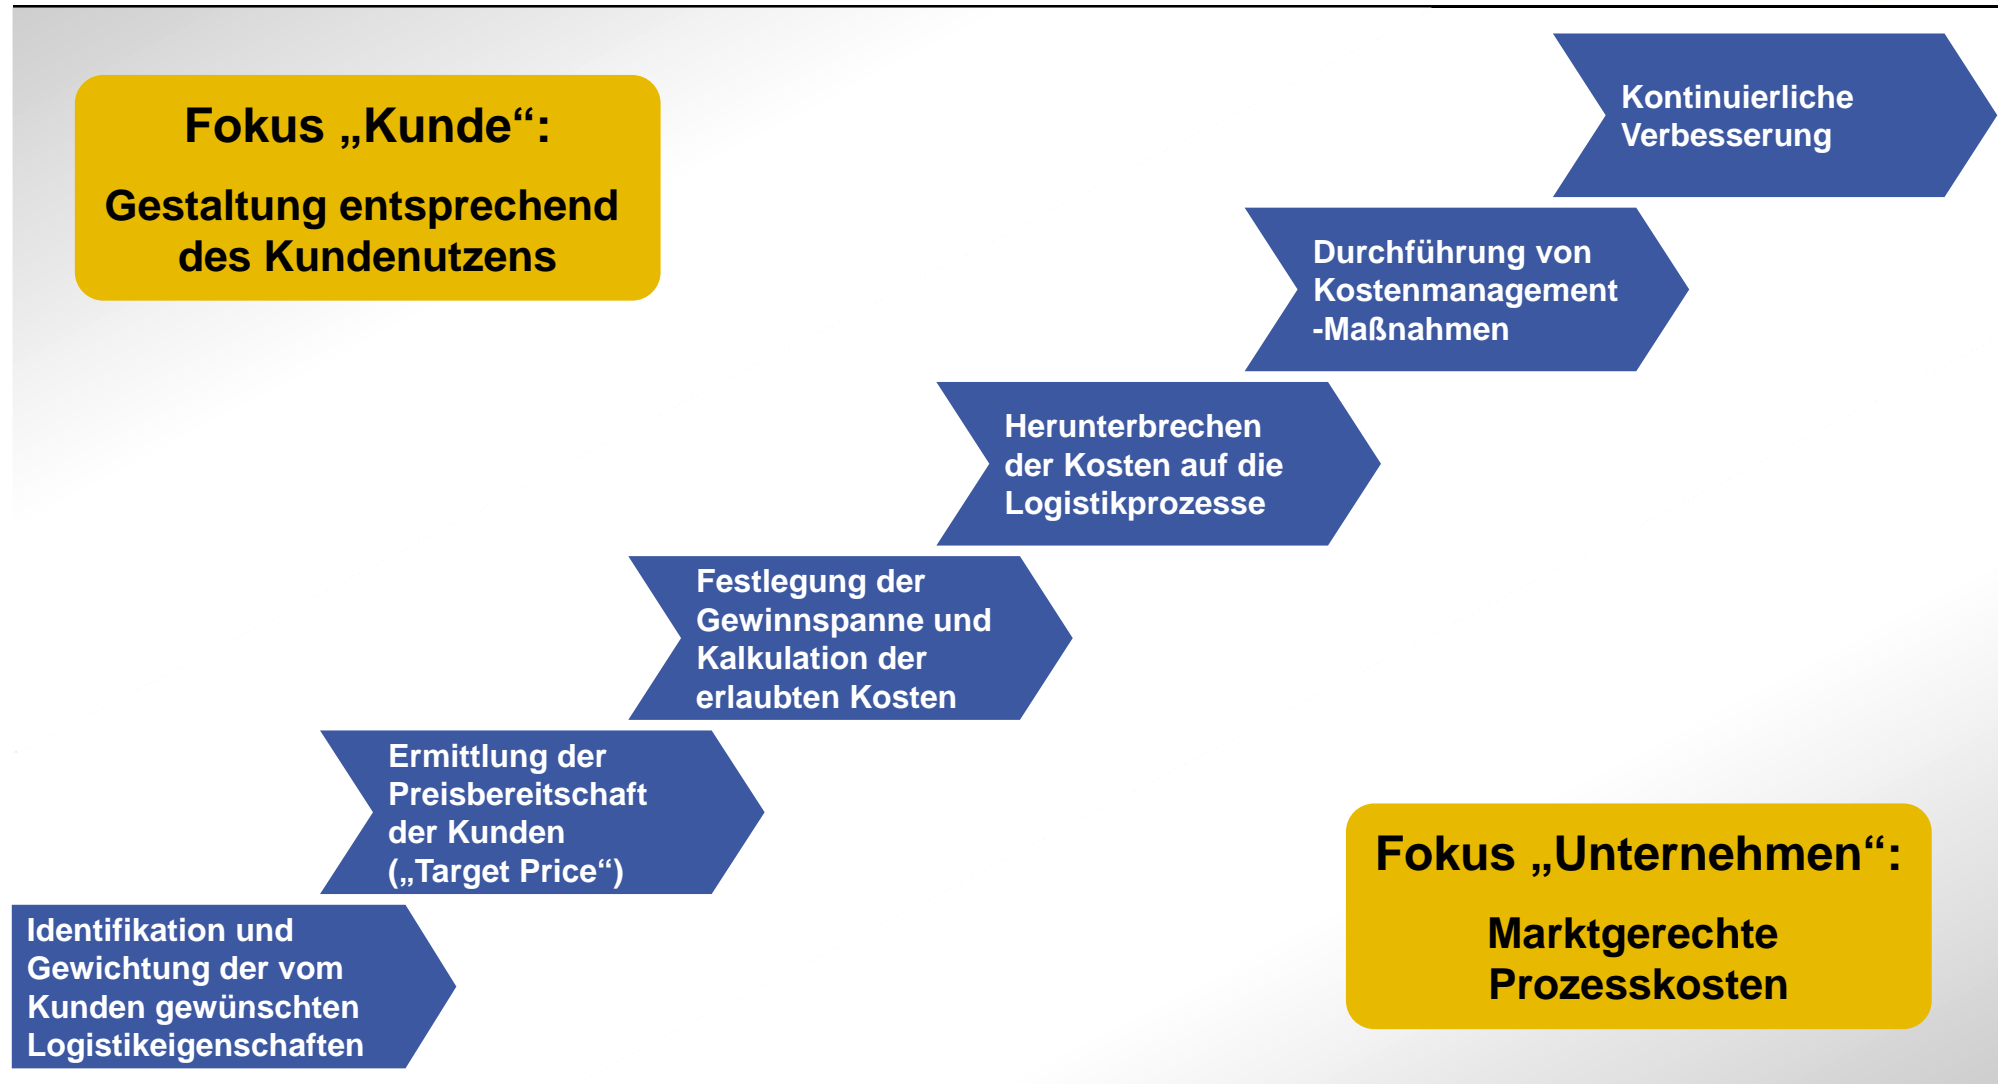 Fokus „Kunde“:
Gestaltung entsprechend
des Kundenutzens
Kontinuierliche
Verbesserung
Durchführung von
Kostenmanagement
-Maßnahmen
Herunterbrechen
der Kosten auf die
Logistikprozesse
Festlegung der
Gewinnspanne und
Kalkulation der
erlaubten Kosten
Ermittlung der
Preisbereitschaft
der Kunden
(„Target Price“)
Identifikation und
Gewichtung der vom
Kunden gewünschten
Logistikeigenschaften
Fokus „Unternehmen“:
Marktgerechte
Prozesskosten